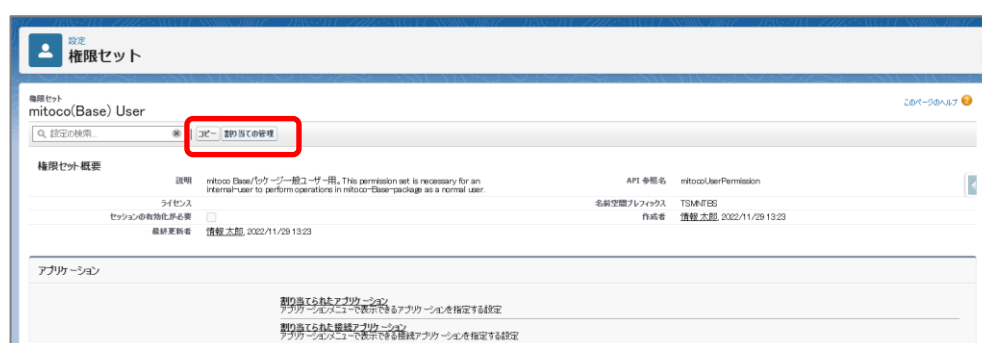 設定
権限セット
権限セット
mitoco(Base) User
このページのヘルプ
設定の検索...
コピー 割り当ての管理
権限セット概要
説明 mitoco Baseパッケージ一般ユーザー用。This permission set is necessary for an internal-user to perform operations in mitoco-Base-package as a normal user.
API 参照名 mitocoUserPermission
ライセンス
名前空間プレフィックス TSMNTBS
セッションの有効化が必要
作成者 情報 太郎, 2022/11/29 13:23
最終更新者 情報 太郎, 2022/11/29 13:23
アプリケーション
割り当てられたアプリケーション
アプリケーションメニューで表示できるアプリケーションを指定する設定
割り当てられた接続アプリケーション
アプリケーションメニューで表示できる接続アプリケーションを指定する設定